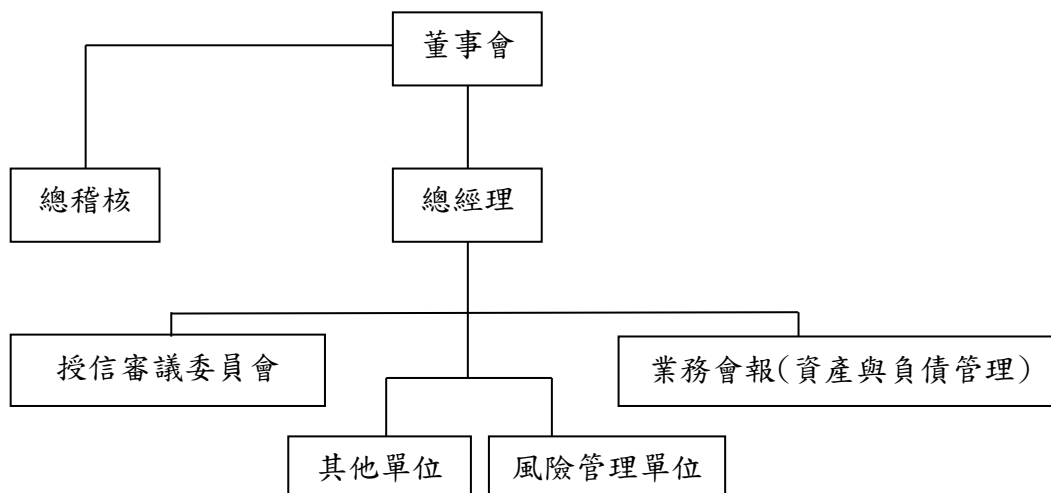 董事會
總稽核
總經理
授信審議委員會
業務會報(資產與負債管理)
其他單位
風險管理單位